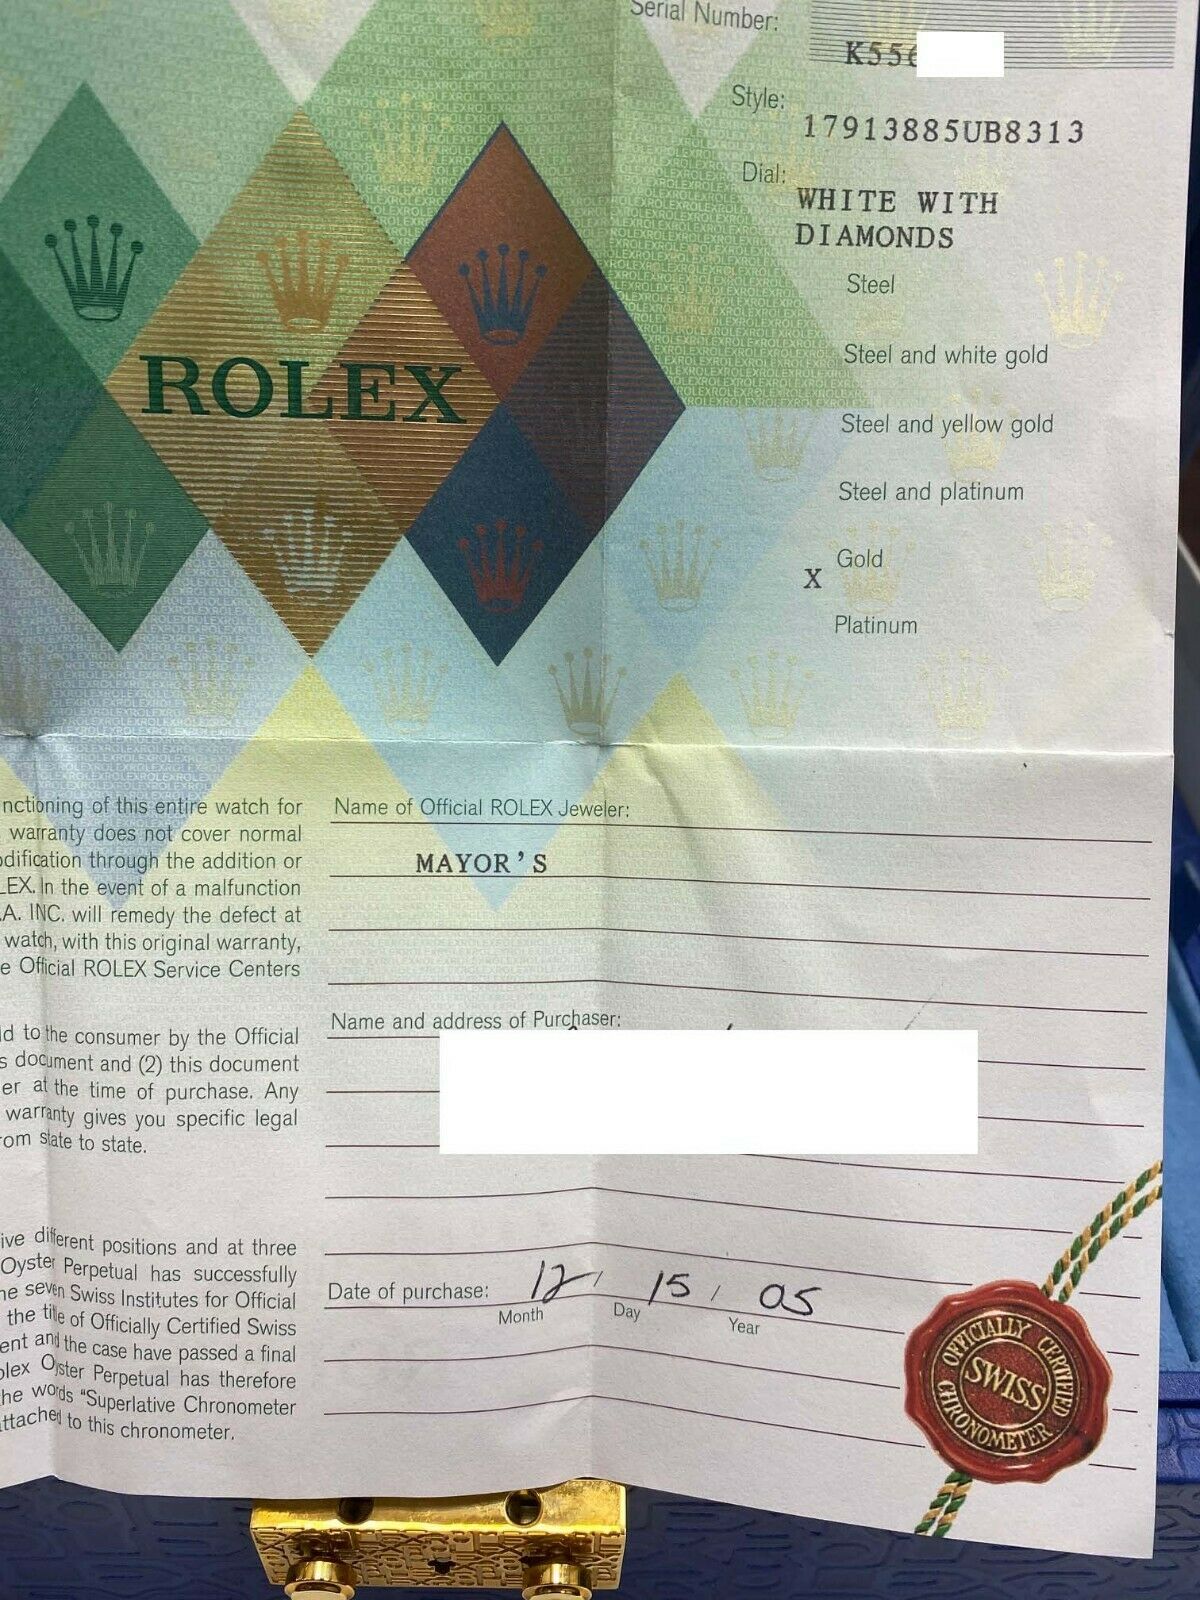 Serial Number:
K556
Style:
17913885UB8313
Dial:
WHITE WITH
DIAMONDS
Steel
Steel and white gold
Steel and yellow gold
Steel and platinum
Gold
X
Platinum
ROLEX
nctioning of this entire watch for
warranty does not cover normal
odification through the addition or
LEX. In the event of a malfunction
.A. INC. will remedy the defect at
watch, with this original warranty,
e Official ROLEX Service Centers
ld to the consumer by the Official
s document and (2) this document
er at the time of purchase. Any
warranty gives you specific legal
rom state to state.
ive different positions and at three
Oyster Perpetual has successfully
he seven Swiss Institutes for Official
the title of Officially Certified Swiss
ent and the case have passed a final
olex Oyster Perpetual has therefore
he words "Superlative Chronometer
attached to this chronometer.
Name of Official ROLEX Jeweler:
MAYOR'S
Name and address of Purchaser:
Date of purchase: 12 / 15 / 05
Month Day Year
OFFICIALLY CERTIFIED
SWISS
CHRONOMETER